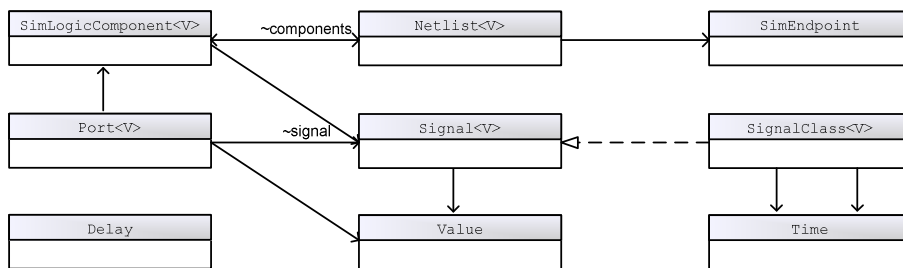 SimLogicComponent<V>
~components
Netlist<V>
SimEndpoint
Port<V>
~signal
Signal<V>
SignalClass<V>
Delay
Value
Time